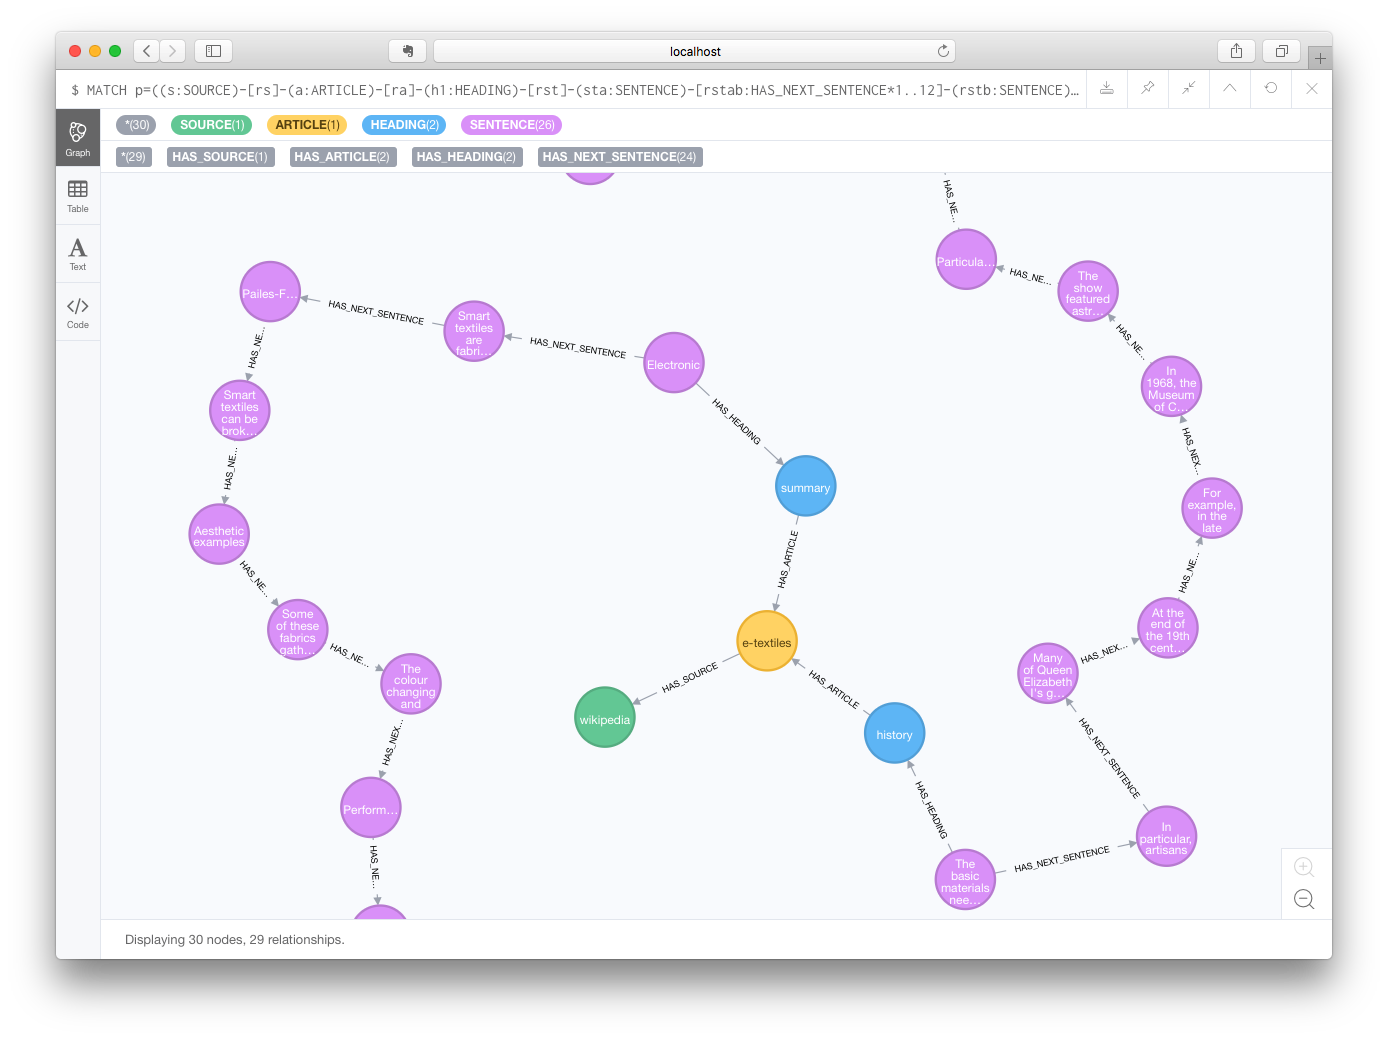 localhost
$ MATCH p=((s:SOURCE)-[rs]-(a:ARTICLE)-[ra]-(h1:HEADING)-[rst]-(sta:SENTENCE)-[rstab:HAS_NEXT_SENTENCE*1..12]-(rstb:SENTENCE)…
Graph
Table
Text
Code
*(30) SOURCE(1) ARTICLE(1) HEADING(2) SENTENCE(26)
*(29) HAS_SOURCE(1) HAS_ARTICLE(2) HAS_HEADING(2) HAS_NEXT_SENTENCE(24)
HAS_NE…
Particula…
HAS_NE…
The
show
featured
astr…
HAS_NE…
In
1968, the
Museum
of C…
HAS_NEX…
For
example,
in the
late
HAS_NE…
At the
end of
the 19th
cent…
HAS_NEX…
Many
of Queen
Elizabeth
I's g…
HAS_NEXT_SENTENCE
In
particular,
artisans
HAS_NEXT_SENTENCE
The
basic
materials
nee…
HAS_HEADING
history
HAS_ARTICLE
e-textiles
HAS_SOURCE
wikipedia
HAS_ARTICLE
summary
HAS_HEADING
Electronic
HAS_NEXT_SENTENCE
Smart
textiles
are
fabri…
HAS_NEXT_SENTENCE
Pailes-F…
HAS_NE…
Smart
textiles
can be
brok…
HAS_NE…
Aesthetic
examples
HAS_NE…
Some
of these
fabrics
gath…
HAS_NE…
The
colour
changing
and
HAS_NEX…
Perform…
HAS_NE…
Displaying 30 nodes, 29 relationships.